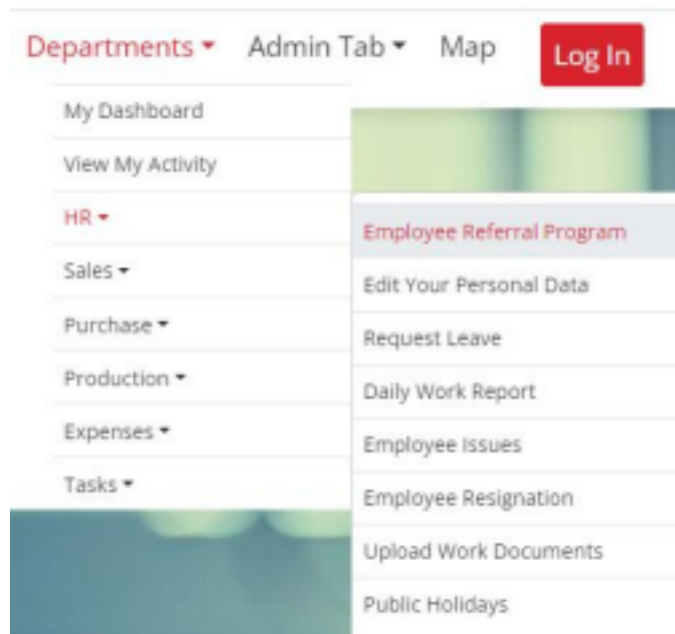 Departments Admin Tab Map Log In
My Dashboard
View My Activity
HR
Sales
Purchase
Production
Expenses
Tasks
Employee Referral Program
Edit Your Personal Data
Request Leave
Daily Work Report
Employee Issues
Employee Resignation
Upload Work Documents
Public Holidays